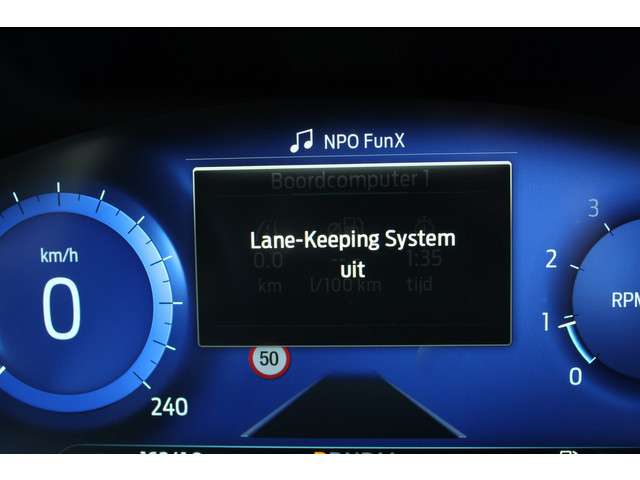 NPO FunX
Boordcomputer 1
Lane-Keeping System
uit
0.0 -- 1:35
km l/100 km tijd
km/h
0
240
50
3
2
1
0
RPM